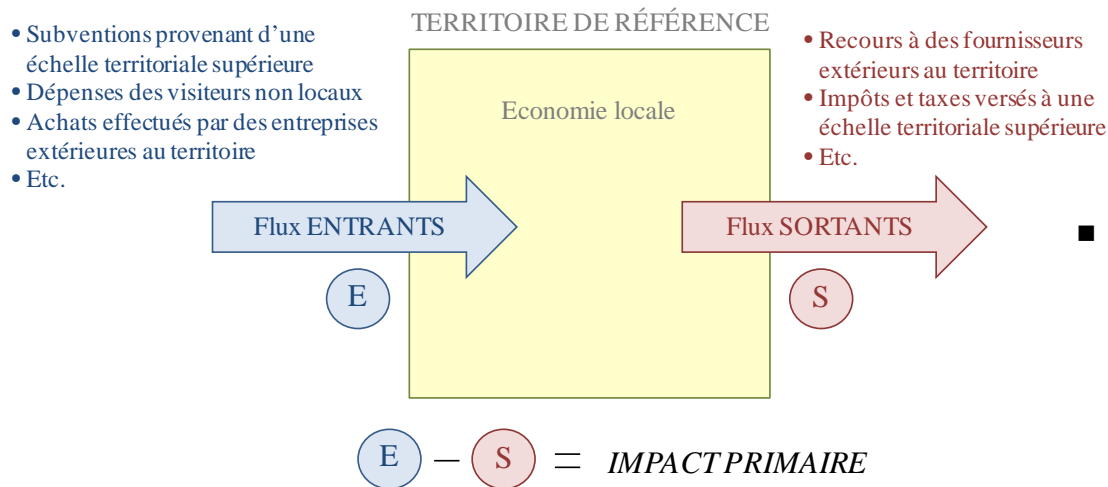 TERRITOIRE DE RÉFÉRENCE
• Subventions provenant d'une
échelle territoriale supérieure
• Dépenses des visiteurs non locaux
• Achats effectués par des entreprises
extérieures au territoire
• Etc.
Economie locale
• Recours à des fournisseurs
extérieurs au territoire
• Impôts et taxes versés à une
échelle territoriale supérieure
• Etc.
Flux ENTRANTS
Flux SORTANTS
E
S
E – S = IMPACT PRIMAIRE